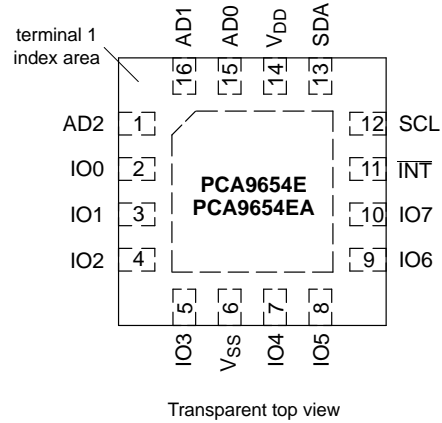 terminal 1
index area
AD1
AD0
VDD
SDA
16
15
14
13
AD2 1
12 SCL
IO0 2
11 INT
IO1 3
10 IO7
IO2 4
9 IO6
PCA9654E
PCA9654EA
5
6
7
8
IO3
VSS
IO4
IO5
Transparent top view